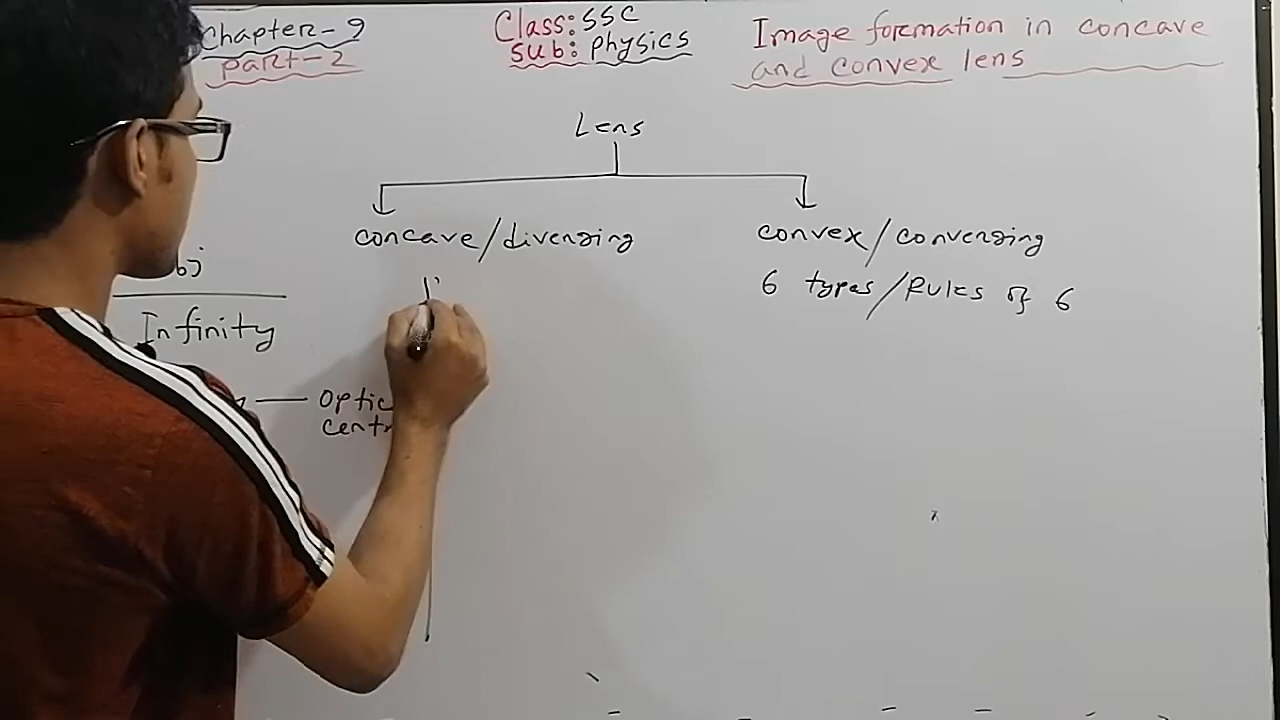 Chapter-9
part-2
Class: SSC
Sub: physics
Image formation in concave
and convex lens
Lens
concave/diverging
convex/converging
6 types/Rules of 6
Infinity
optic